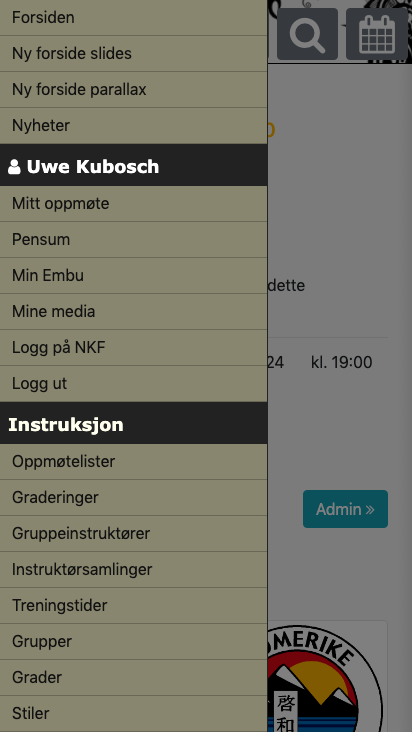 Forsiden
Ny forside slides
Ny forside parallax
Nyheter
Uwe Kubosch
Mitt oppmøte
Pensum
Min Embu
dette
Mine media
Logg på NKF
24 kl. 19:00
Logg ut
Instruksjon
Oppmøtelister
Graderinger
Admin »
Gruppeinstruktører
Instruktørsamlinger
Treningstider
Grupper
OMERIKE
Grader
啓和
Stiler